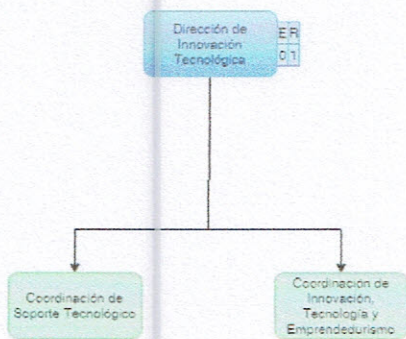 Dirección de
Innovación
Tecnológica
E R
0 1
Coordinación de
Soporte Tecnológico
Coordinación de
Innovación,
Tecnología y
Emprendedurismo